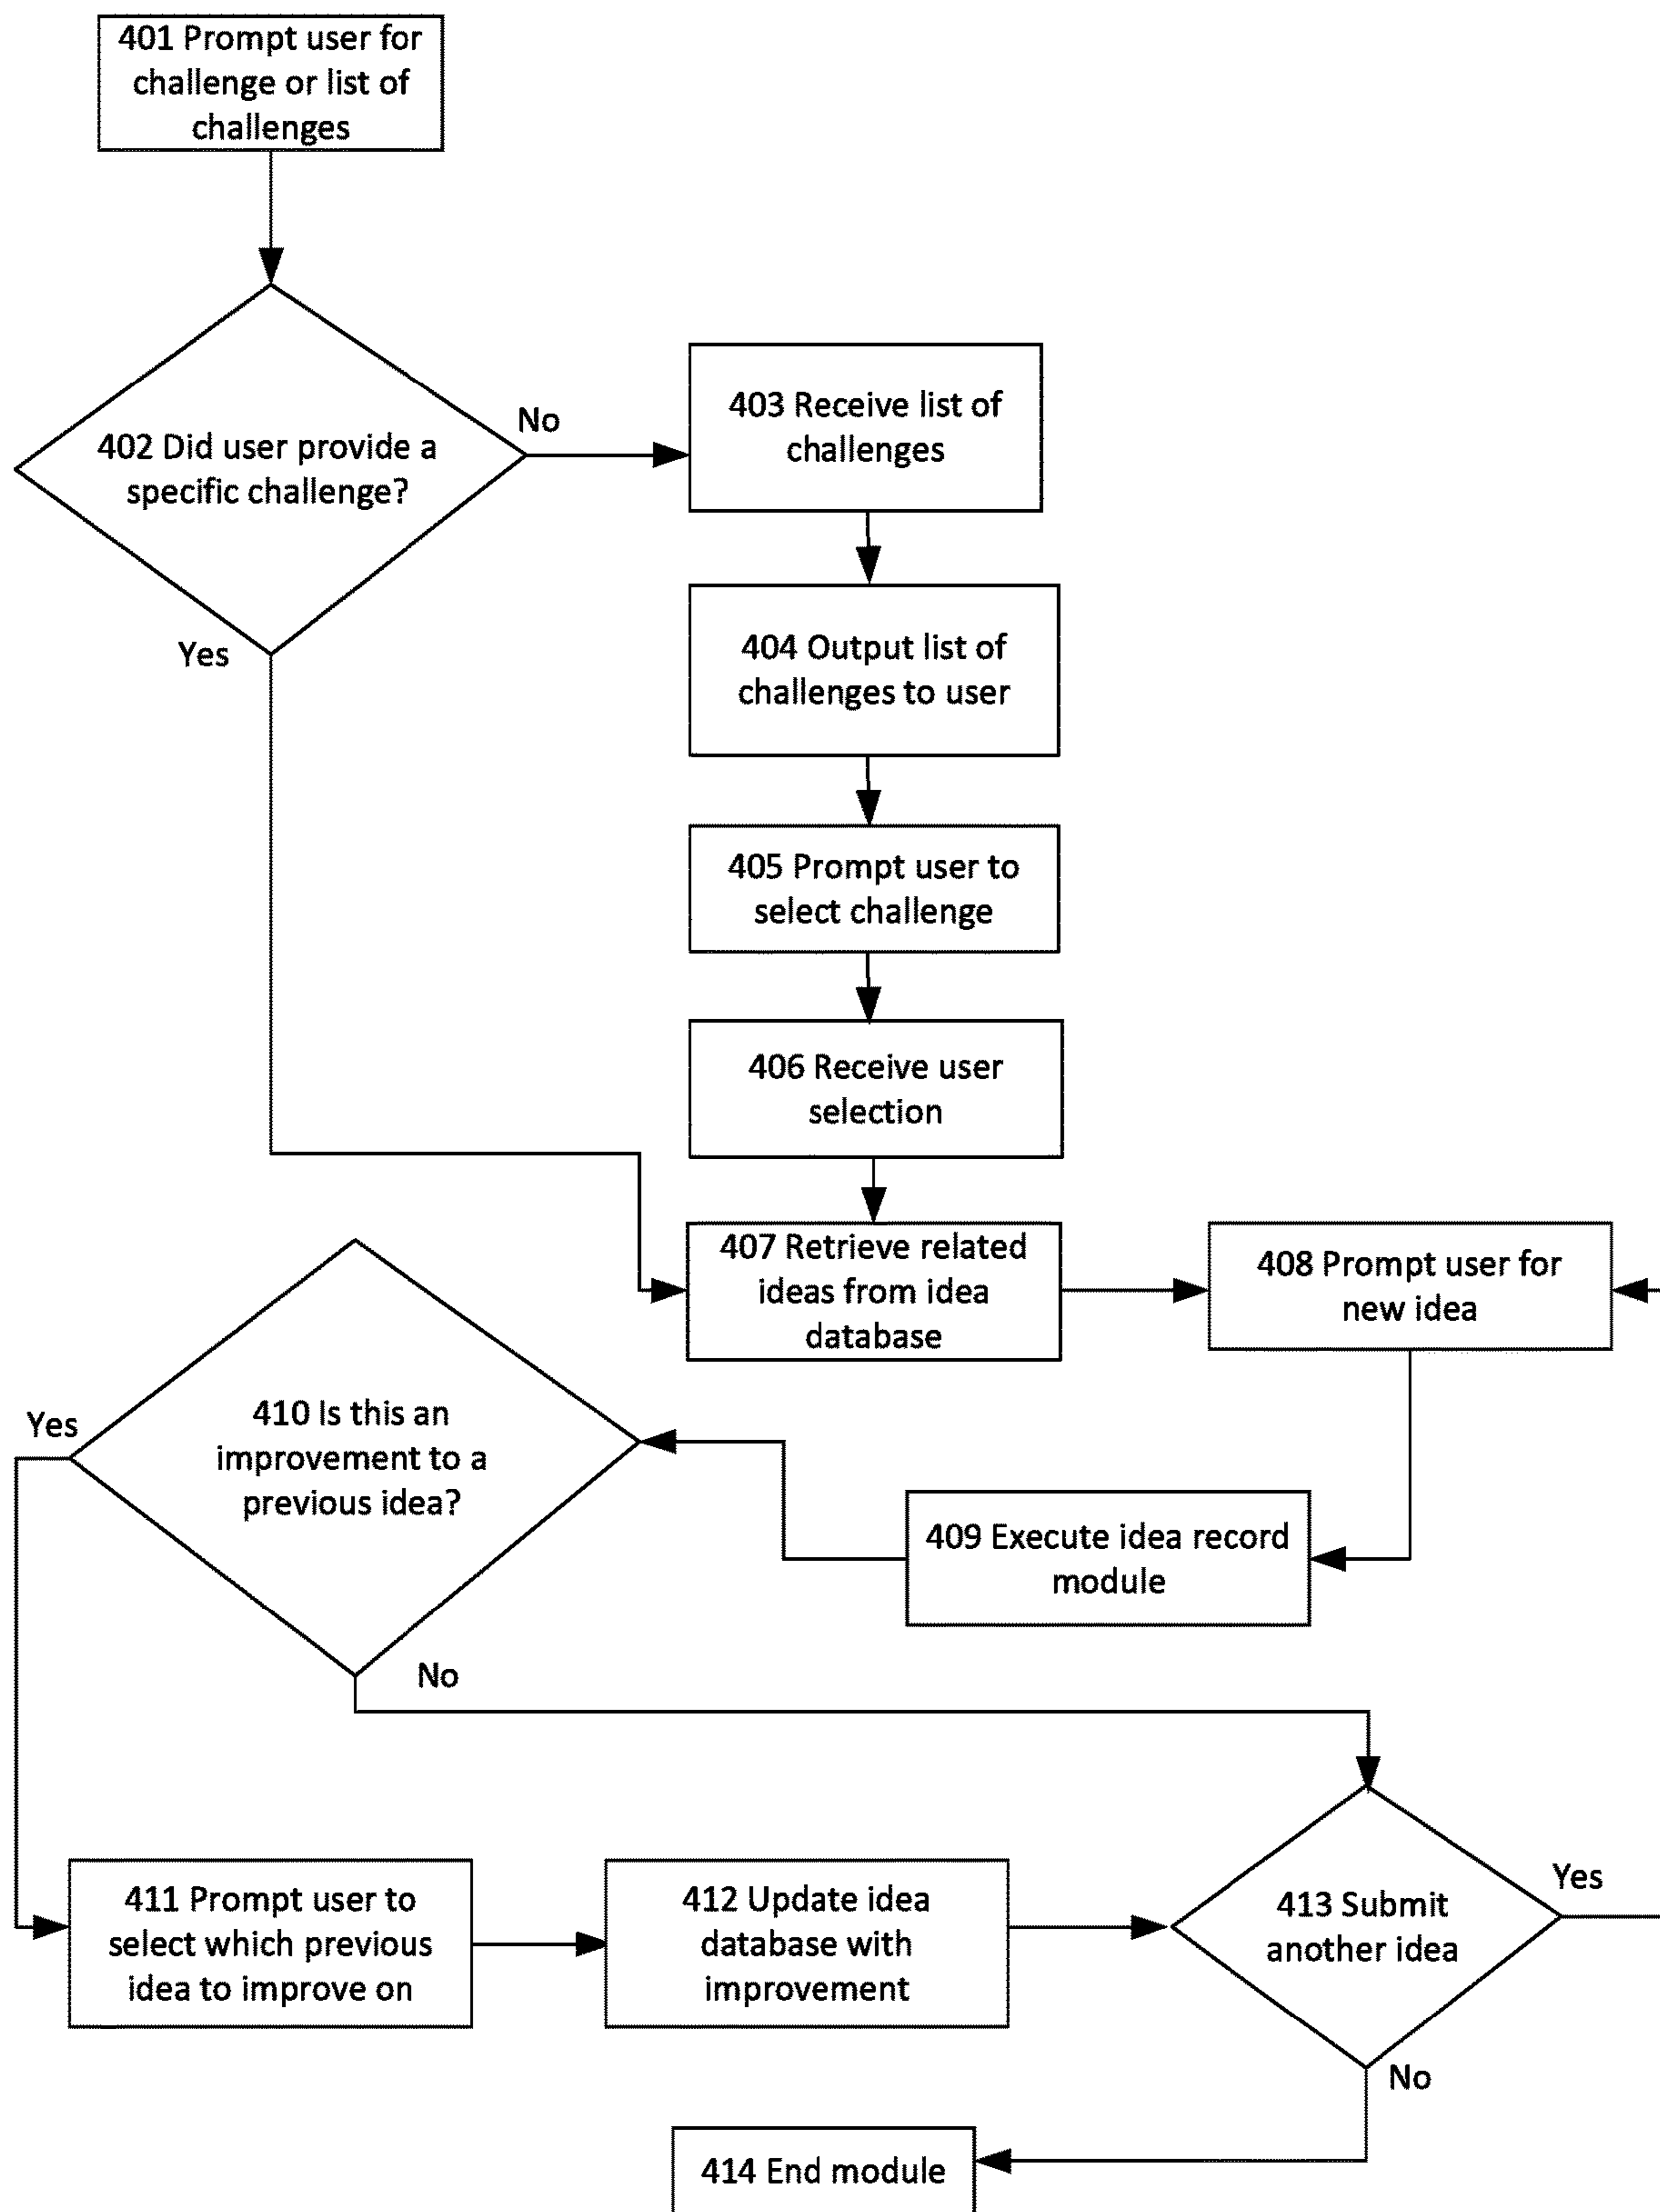 401 Prompt user for
challenge or list of
challenges
No
402 Did user provide a
specific challenge?
Yes
403 Receive list of
challenges
404 Output list of
challenges to user
405 Prompt user to
select challenge
406 Receive user
selection
407 Retrieve related
ideas from idea
database
408 Prompt user for
new idea
409 Execute idea record
module
Yes
410 Is this an
improvement to a
previous idea?
No
411 Prompt user to
select which previous
idea to improve on
412 Update idea
database with
improvement
413 Submit
another idea
Yes
No
414 End module